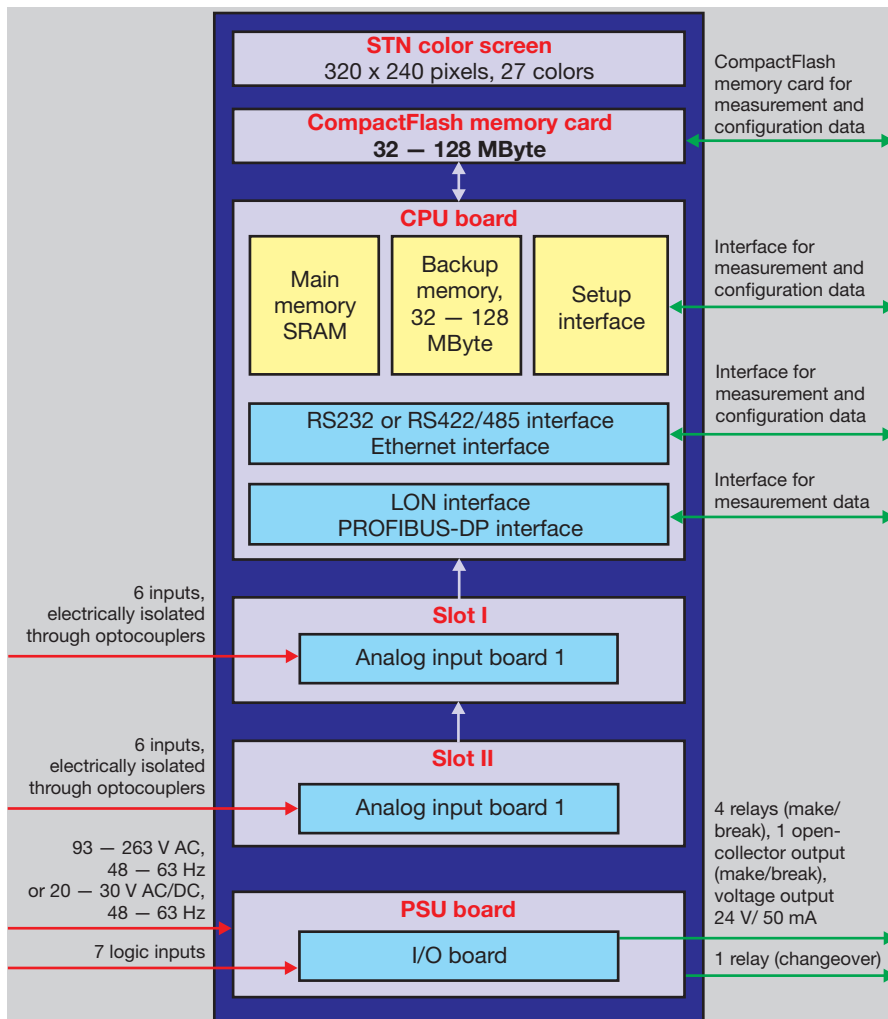 STN color screen
320 x 240 pixels, 27 colors
CompactFlash memory card
32 — 128 MByte
CompactFlash
memory card for
measurement and
configuration data
CPU board
Main
memory
SRAM
Backup
memory,
32 — 128
MByte
Setup
interface
Interface for
measurement and
configuration data
RS232 or RS422/485 interface
Ethernet interface
Interface for
measurement and
configuration data
LON interface
PROFIBUS-DP interface
Interface for
mesaurement data
6 inputs,
electrically isolated
through optocouplers
Slot I
Analog input board 1
6 inputs,
electrically isolated
through optocouplers
Slot II
Analog input board 1
93 — 263 V AC,
48 — 63 Hz
or 20 — 30 V AC/DC,
48 — 63 Hz
7 logic inputs
PSU board
I/O board
4 relays (make/
break), 1 open-
collector output
(make/break),
voltage output
24 V/ 50 mA
1 relay (changeover)